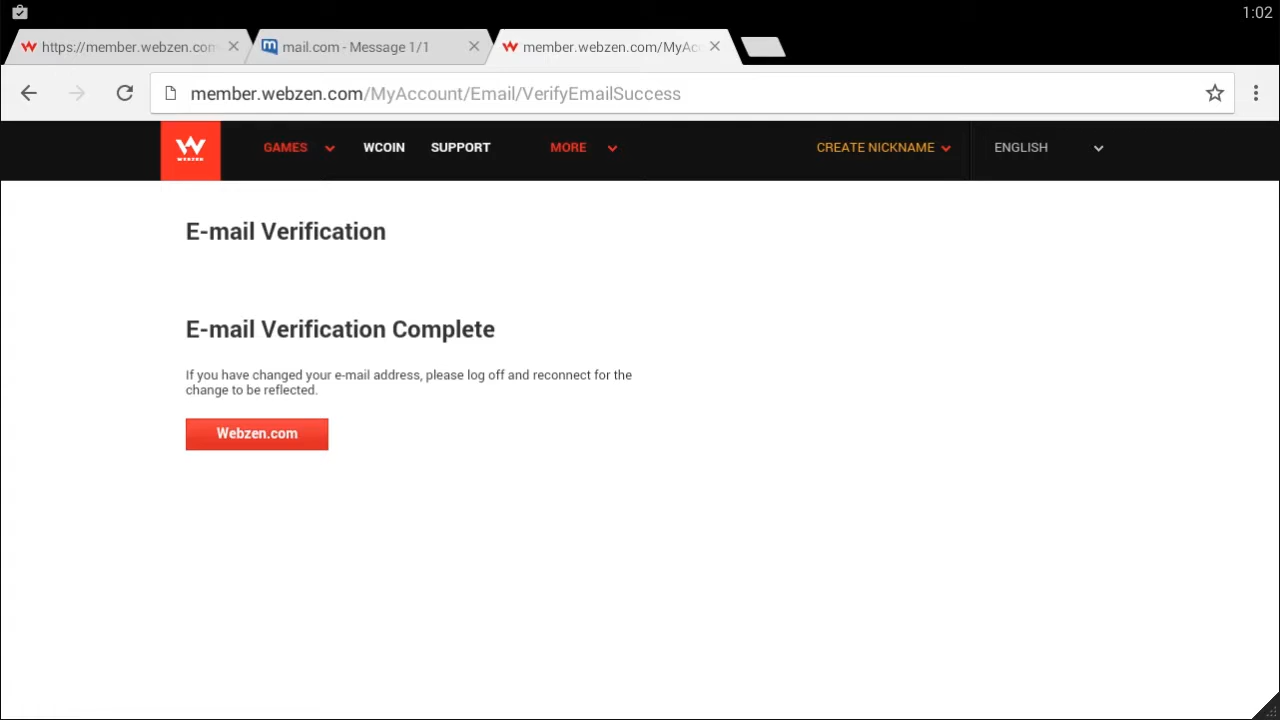 1:02
https://member.webzen.com
mail.com - Message 1/1
member.webzen.com/MyAcc
member.webzen.com/MyAccount/Email/VerifyEmailSuccess
WEBZEN
GAMES
WCOIN
SUPPORT
MORE
CREATE NICKNAME
ENGLISH
E-mail Verification
E-mail Verification Complete
If you have changed your e-mail address, please log off and reconnect for the
change to be reflected.
Webzen.com